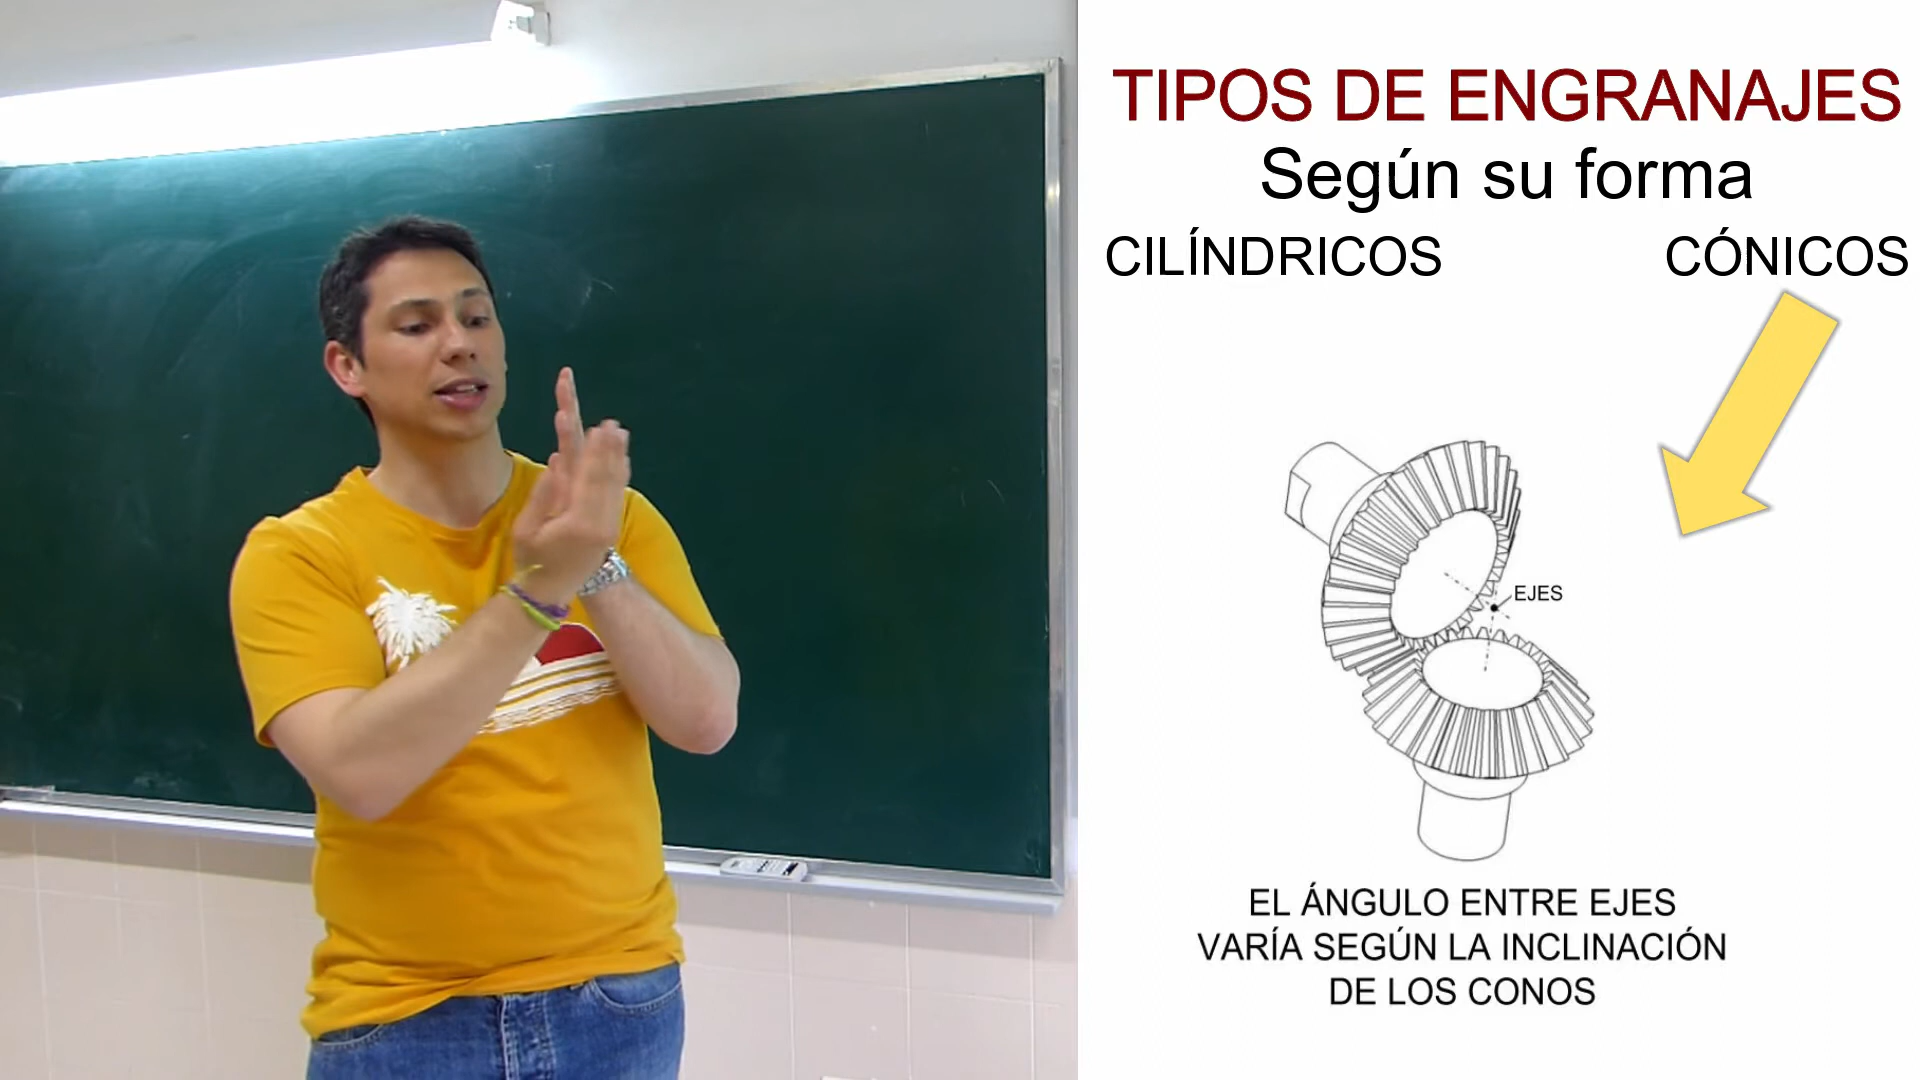 TIPOS DE ENGRANAJES
Según su forma
CILÍNDRICOS
CÓNICOS
EJES
EL ÁNGULO ENTRE EJES
VARÍA SEGÚN LA INCLINACIÓN
DE LOS CONOS